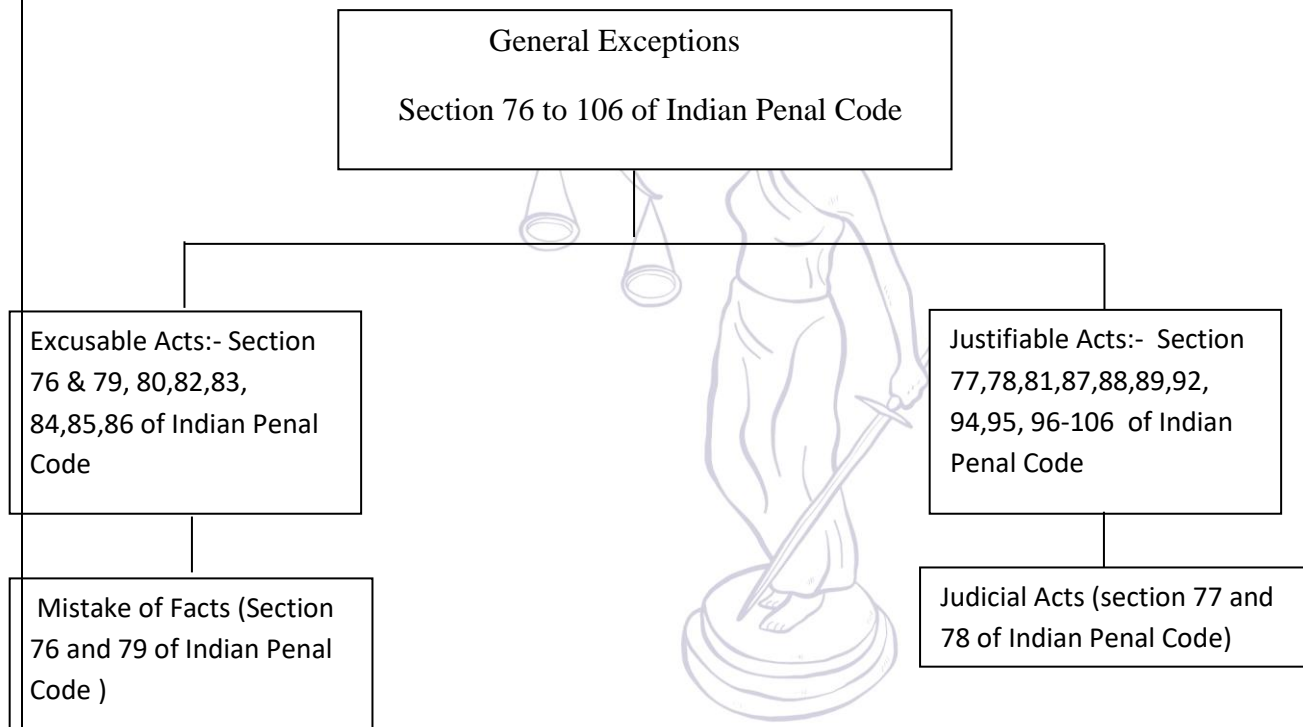 General Exceptions
Section 76 to 106 of Indian Penal Code
Excusable Acts:- Section
76 & 79, 80,82,83,
84,85,86 of Indian Penal
Code
Justifiable Acts:- Section
77,78,81,87,88,89,92,
94,95, 96-106 of Indian
Penal Code
Mistake of Facts (Section
76 and 79 of Indian Penal
Code )
Judicial Acts (section 77 and
78 of Indian Penal Code)